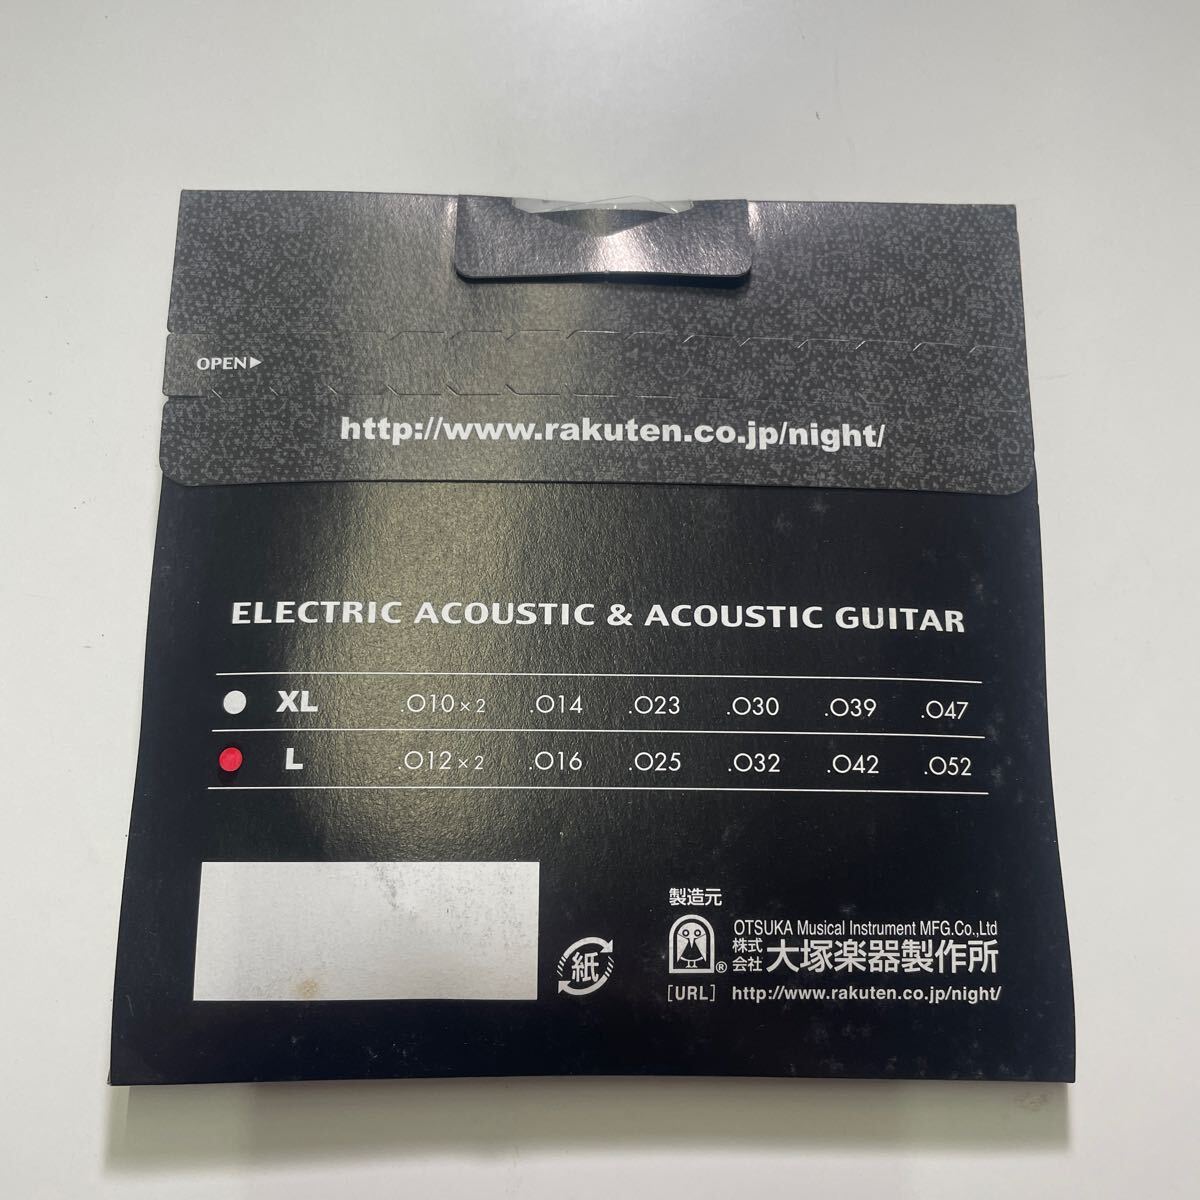 OPEN▶
http://www.rakuten.co.jp/night/
ELECTRIC ACOUSTIC & ACOUSTIC GUITAR
XL .010×2 .014 .023 .030 .039 .047
L .012×2 .016 .025 .032 .042 .052
製造元
OTSUKA Musical Instrument MFG.Co.,Ltd
株式会社 大塚楽器製作所
®
紙
[URL] http://www.rakuten.co.jp/night/